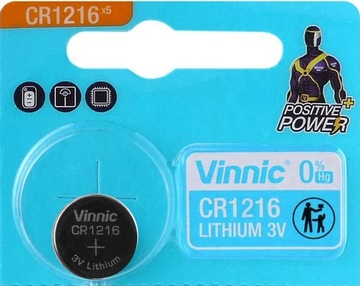 CR1216 x5
POSITIVE
POWER+
Vinnic
0% Hg
CR1216
LITHIUM 3V
Vinnic
CR1216
+
3V Lithium